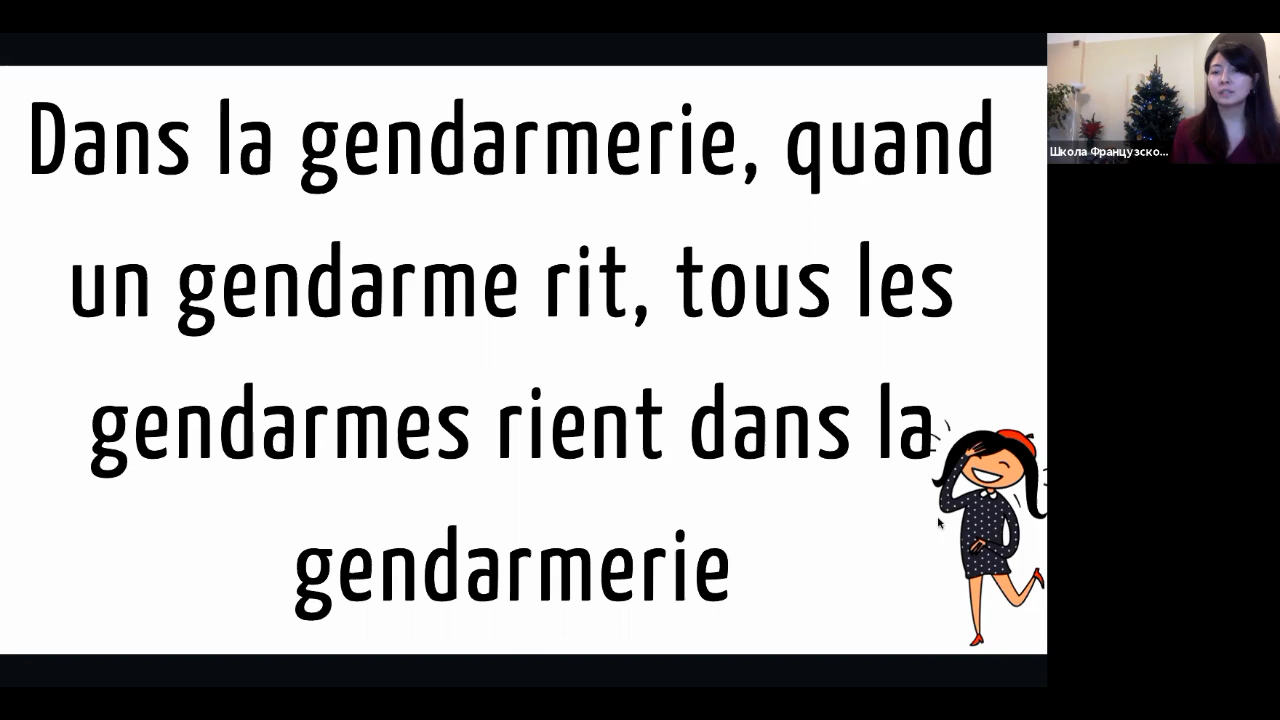 Dans la gendarmerie, quand
un gendarme rit, tous les
gendarmes rient dans la
gendarmerie
Школа Французско...